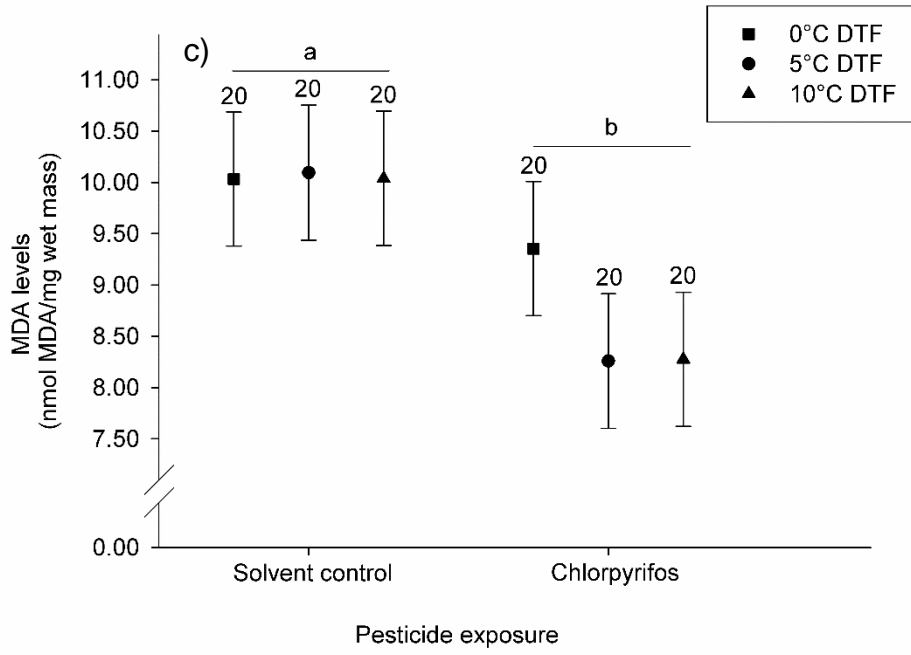 c)
a
b
20
20
20
20
20
20
0°C DTF
5°C DTF
10°C DTF
11.00
10.50
10.00
9.50
9.00
8.50
8.00
7.50
0.00
MDA levels
(nmol MDA/mg wet mass)
Solvent control
Chlorpyrifos
Pesticide exposure